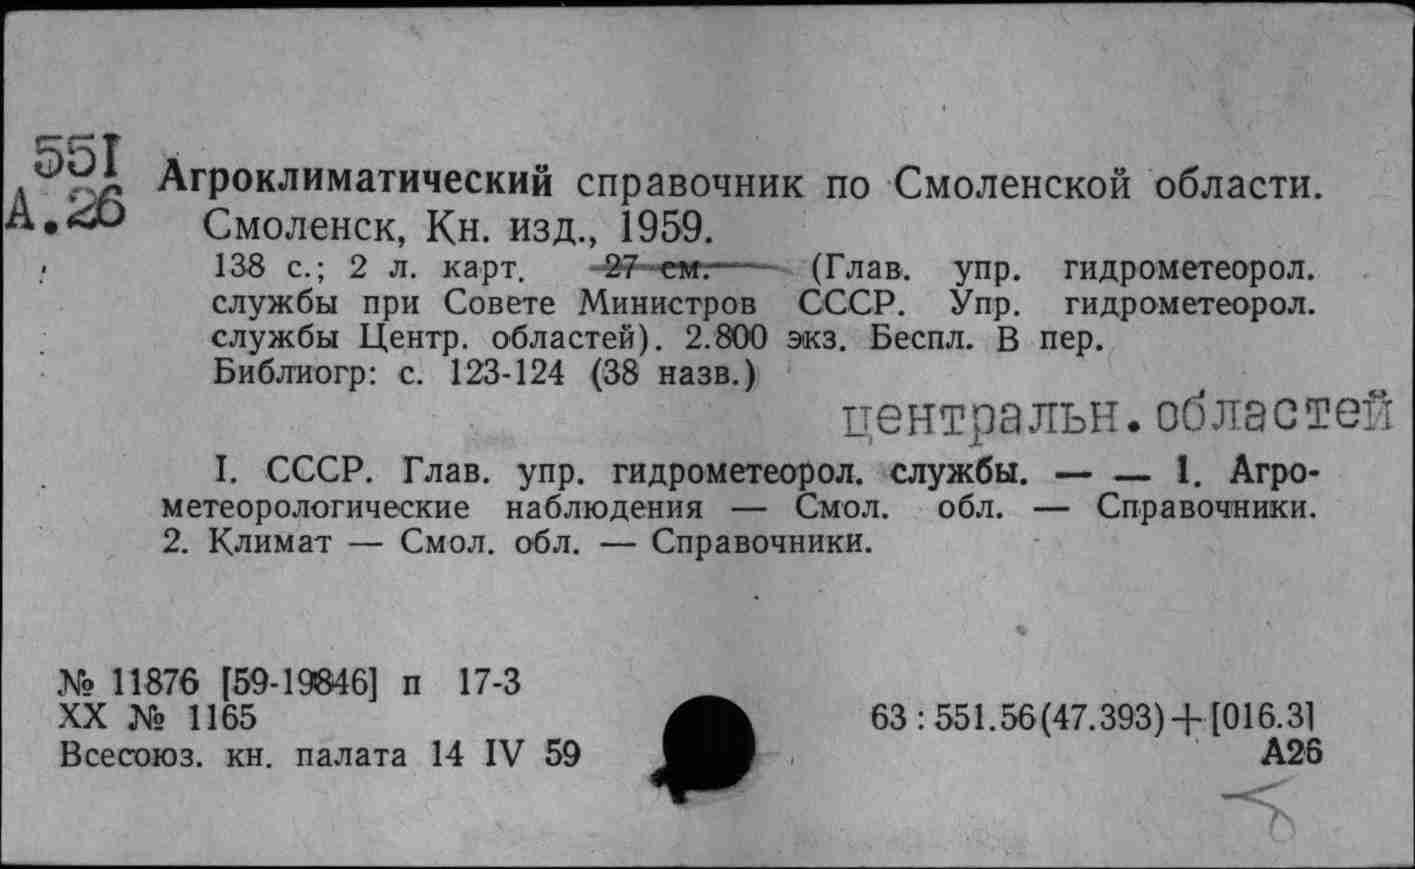 551
А.26
Агроклиматический справочник по Смоленской области.
Смоленск, Кн. изд., 1959.
138 с.; 2 л. карт. 27 см. (Глав. упр. гидрометеорол.
службы при Совете Министров СССР. Упр. гидрометеорол.
службы Центр. областей). 2.800 экз. Беспл. В пер.
Библиогр: с. 123-124 (38 назв.)
центральн. областей
I. СССР. Глав. упр. гидрометеорол. службы. — — 1. Агро-
метеорологические наблюдения — Смол. обл. — Справочники.
2. Климат — Смол. обл. — Справочники.
№ 11876 [59-19846] п 17-3
XX № 1165
Всесоюз. кн. палата 14 IV 59
63 : 551.56(47.393)+[016.3]
А26